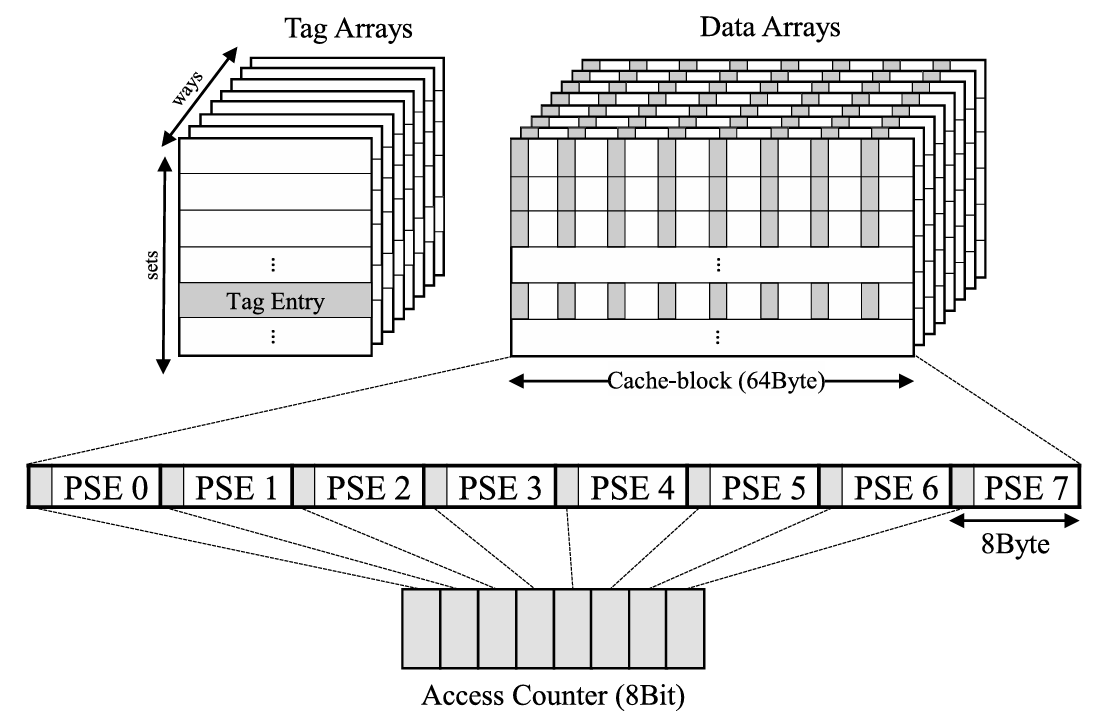 Tag Arrays
Data Arrays
ways
sets
⋮
⋮
Tag Entry
⋮
⋮
Cache-block (64Byte)
PSE 0 PSE 1 PSE 2 PSE 3 PSE 4 PSE 5 PSE 6 PSE 7
8Byte
Access Counter (8Bit)